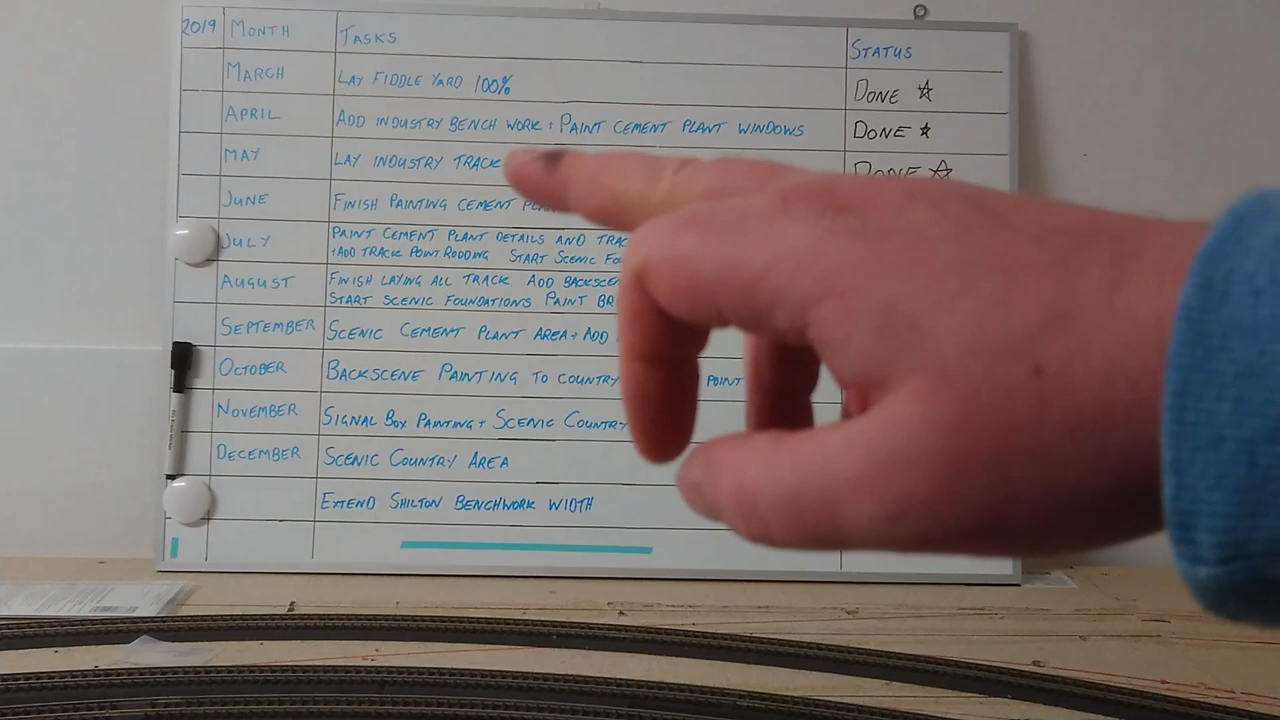 2019 MONTH TASKS STATUS
MARCH LAY FIDDLE YARD 100% DONE ☆
APRIL ADD INDUSTRY BENCH WORK + PAINT CEMENT PLANT WINDOWS DONE ☆
MAY LAY INDUSTRY TRACK DONE ☆
JUNE FINISH PAINTING CEMENT
JULY PAINT CEMENT PLANT DETAILS AND
+ADD TRACK POINT RODDING START SCENIC
AUGUST FINISH LAYING ALL TRACK. ADD
START SCENIC FOUNDATIONS PAINT
SEPTEMBER SCENIC CEMENT PLANT AREA + ADD
OCTOBER BACKSCENE PAINTING TO COUNTRY POINT
NOVEMBER SIGNAL BOX PAINTING + SCENIC COUNTRY
DECEMBER SCENIC COUNTRY AREA
EXTEND SHILTON BENCHWORK WIDTH